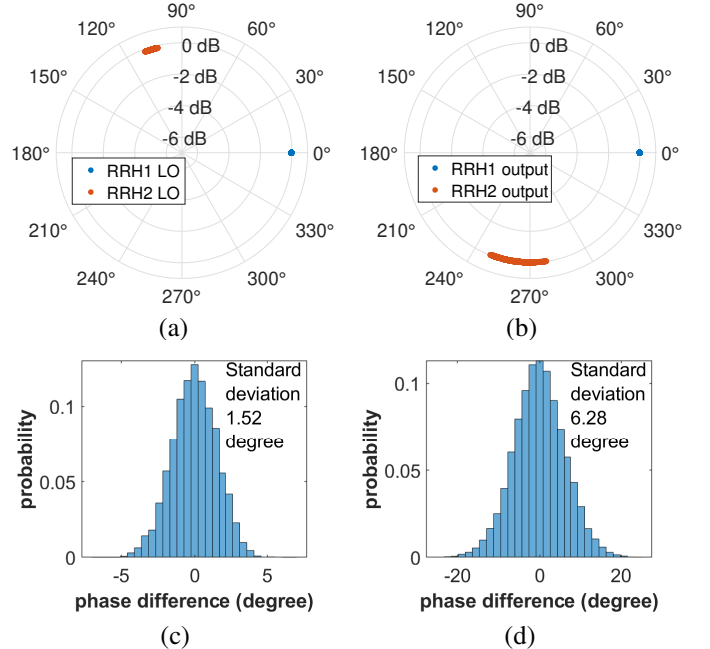 90°
120°
60°
0 dB
150°
-2 dB
30°
-4 dB
-6 dB
180°
0°
RRH1 LO
RRH2 LO
210°
330°
240°
300°
270°
(a)
90°
120°
60°
0 dB
150°
-2 dB
30°
-4 dB
-6 dB
180°
0°
RRH1 output
RRH2 output
210°
330°
240°
300°
270°
(b)
Standard
deviation
1.52
degree
0.1
0.05
0
probability
-5
0
5
phase difference (degree)
(c)
Standard
deviation
6.28
degree
0.1
0.05
0
probability
-20
0
20
phase difference (degree)
(d)